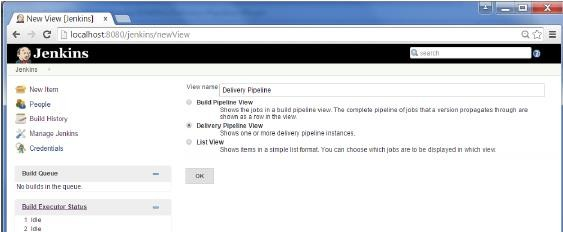 New View [Jenkins]
localhost:8080/jenkins/newView
Jenkins
search
Jenkins
New Item
People
Build History
Manage Jenkins
Credentials
Build Queue
No builds in the queue.
Build Executor Status
1 Idle
2 Idle
View name Delivery Pipeline
Build Pipeline View
Shows the jobs in a build pipeline view. The complete pipeline of jobs that a version propagates through are
shown as a row in the view.
Delivery Pipeline View
Shows one or more delivery pipeline instances.
List View
Shows items in a simple list format. You can choose which jobs are to be displayed in which view.
OK